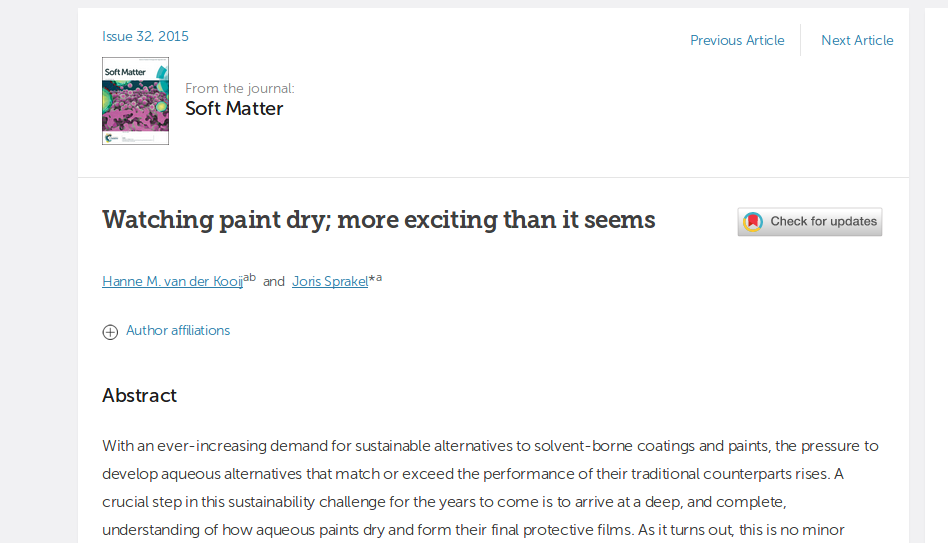 Issue 32, 2015
Previous Article
Next Article
Soft Matter
From the journal:
Soft Matter
Watching paint dry; more exciting than it seems
Check for updates
Hanne M. van der Kooijab and Joris Sprakel*a
Author affiliations
Abstract
With an ever-increasing demand for sustainable alternatives to solvent-borne coatings and paints, the pressure to
develop aqueous alternatives that match or exceed the performance of their traditional counterparts rises. A
crucial step in this sustainability challenge for the years to come is to arrive at a deep, and complete,
understanding of how aqueous paints dry and form their final protective films. As it turns out, this is no minor